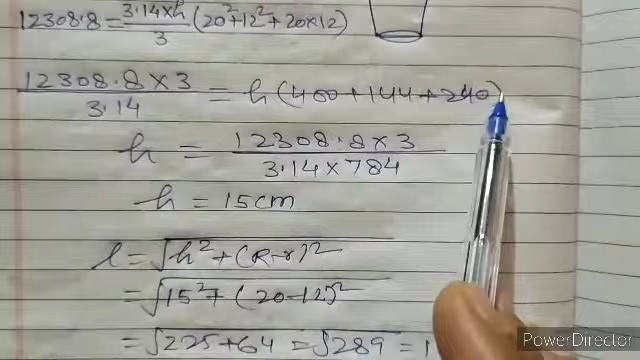 12308.8 = 3.14×h/3 (20²+12²+20×12)
12308.8×3/3.14 = h(400+144+240)
h = 12308.8×3/3.14×784
h = 15cm
l = √h²+(R-r)²
= √15²+(20-12)²
= √225+64 = √289 = 1
PowerDirector